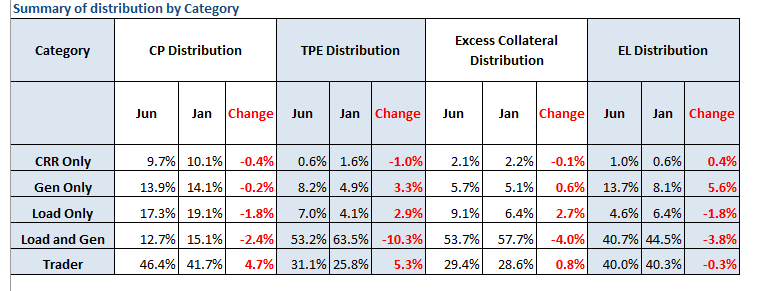 Summary of distribution by Category
Category CP Distribution TPE Distribution Excess Collateral Distribution EL Distribution
Jun Jan Change Jun Jan Change Jun Jan Change Jun Jan Change
CRR Only 9.7% 10.1% -0.4% 0.6% 1.6% -1.0% 2.1% 2.2% -0.1% 1.0% 0.6% 0.4%
Gen Only 13.9% 14.1% -0.2% 8.2% 4.9% 3.3% 5.7% 5.1% 0.6% 13.7% 8.1% 5.6%
Load Only 17.3% 19.1% -1.8% 7.0% 4.1% 2.9% 9.1% 6.4% 2.7% 4.6% 6.4% -1.8%
Load and Gen 12.7% 15.1% -2.4% 53.2% 63.5% -10.3% 53.7% 57.7% -4.0% 40.7% 44.5% -3.8%
Trader 46.4% 41.7% 4.7% 31.1% 25.8% 5.3% 29.4% 28.6% 0.8% 40.0% 40.3% -0.3%